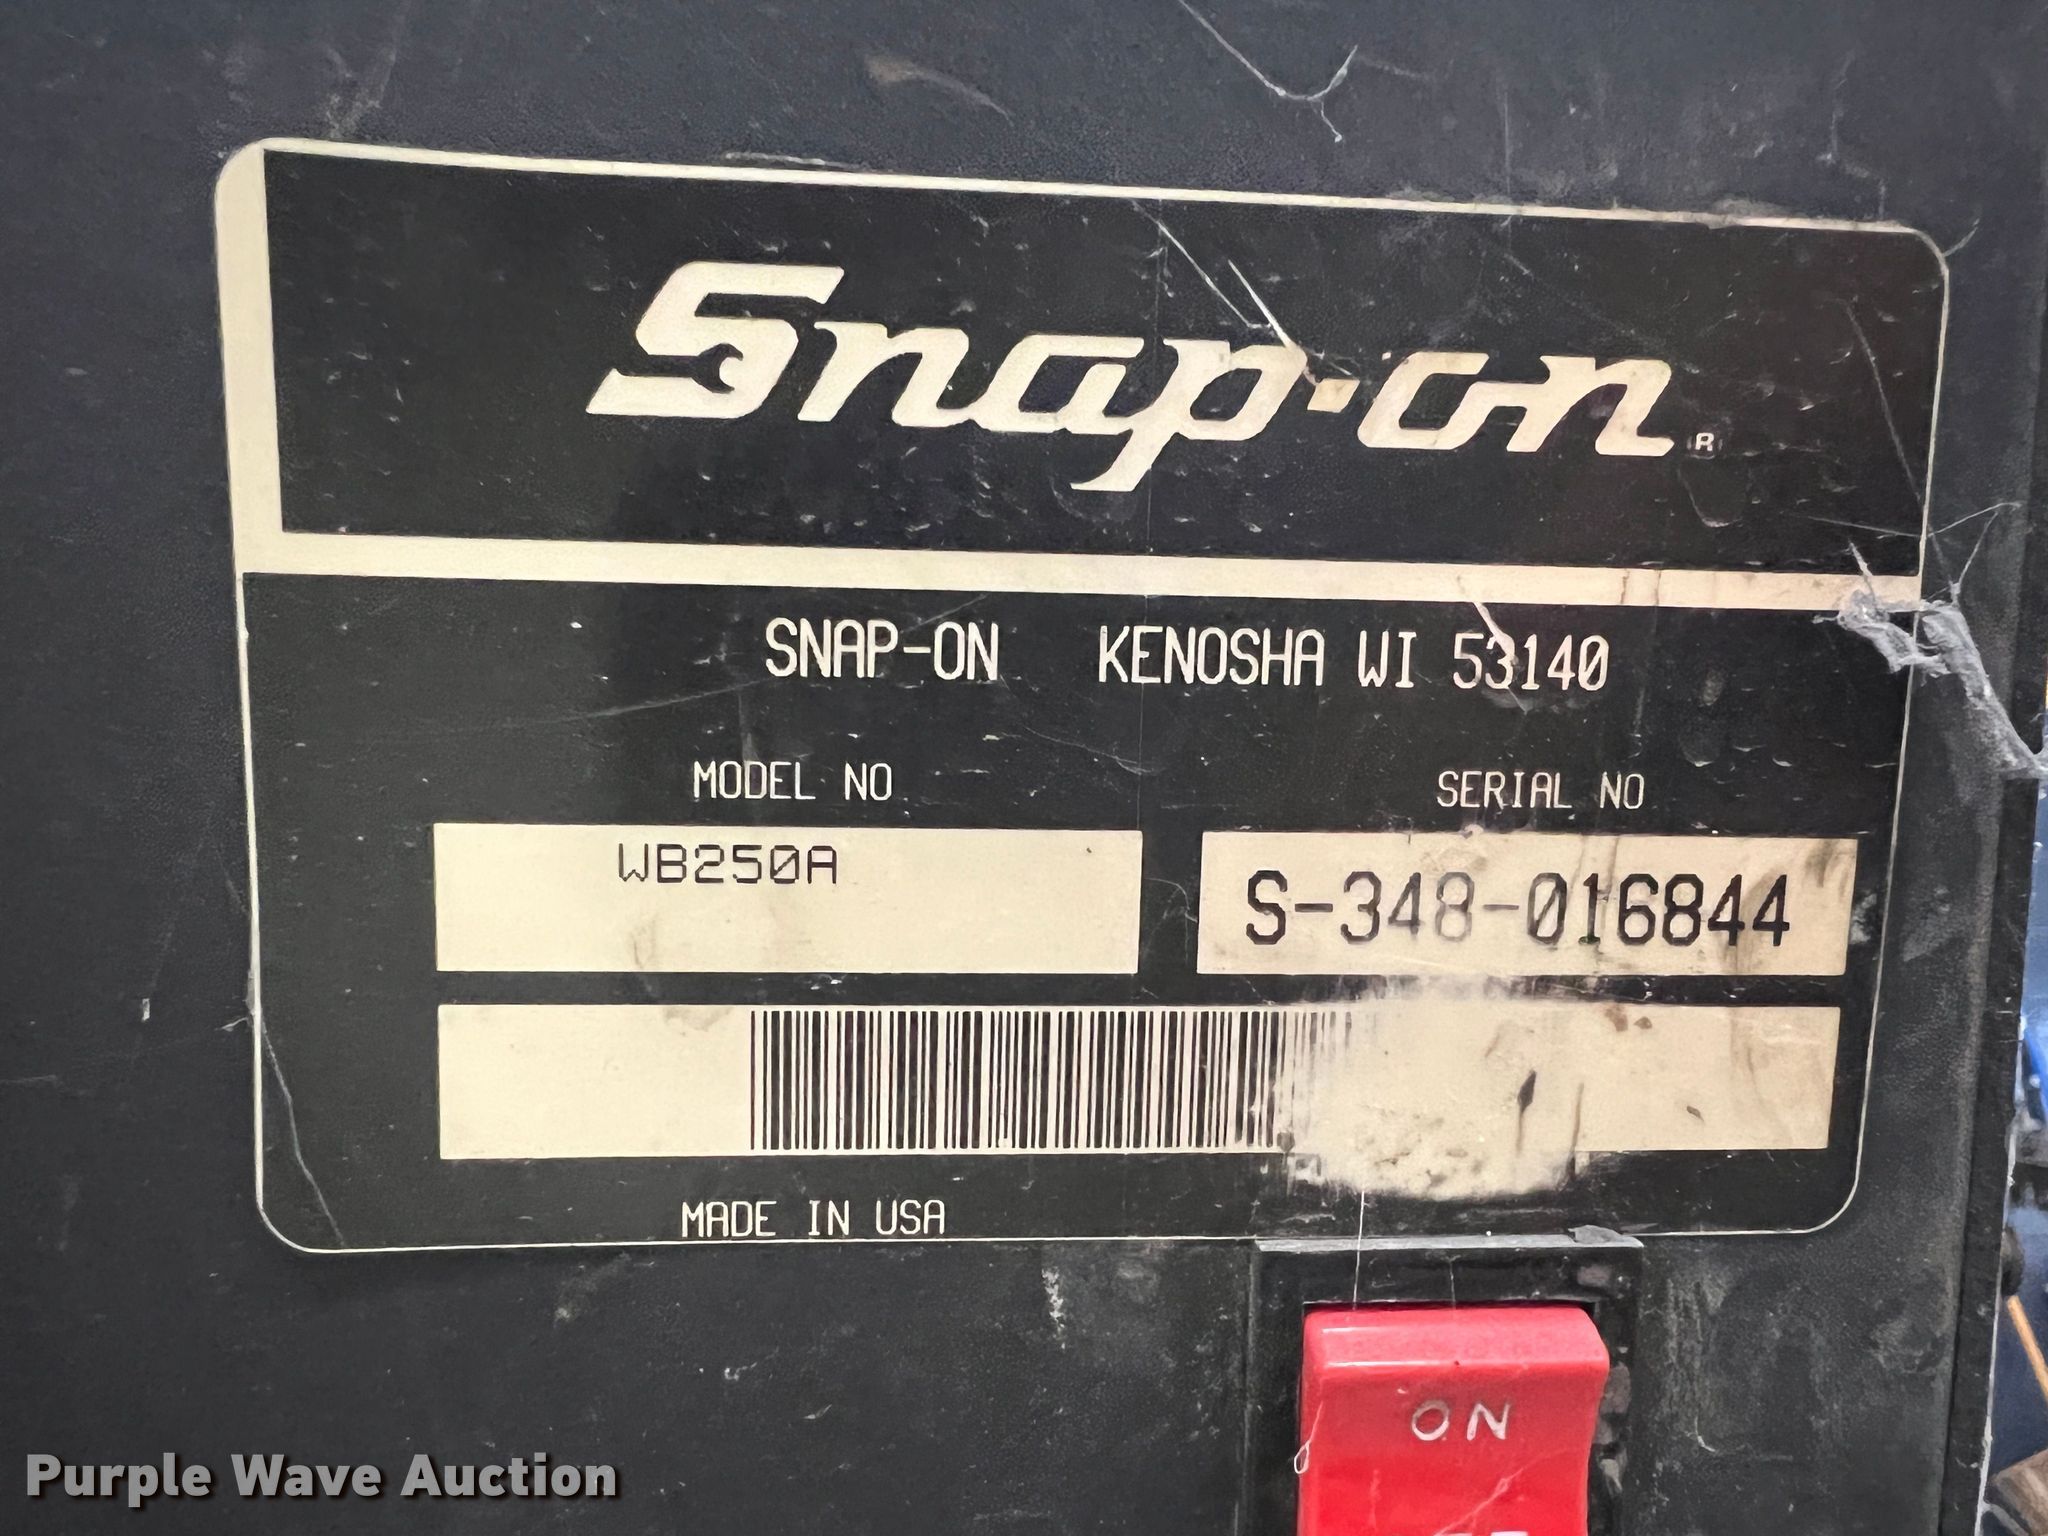 Snap-on ®
SNAP-ON KENOSHA WI 53140
MODEL NO
SERIAL NO
WB250A
S-348-016844
MADE IN USA
ON
Purple Wave Auction